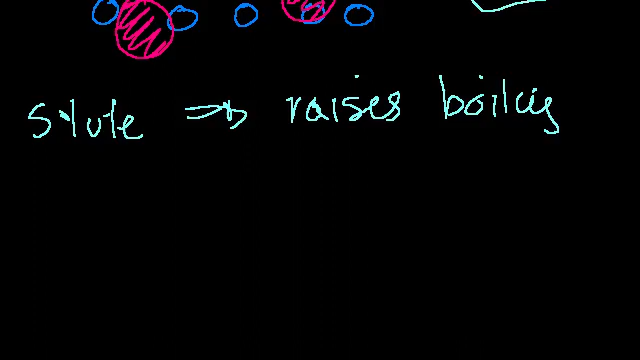 solute ⇒ raises boiling